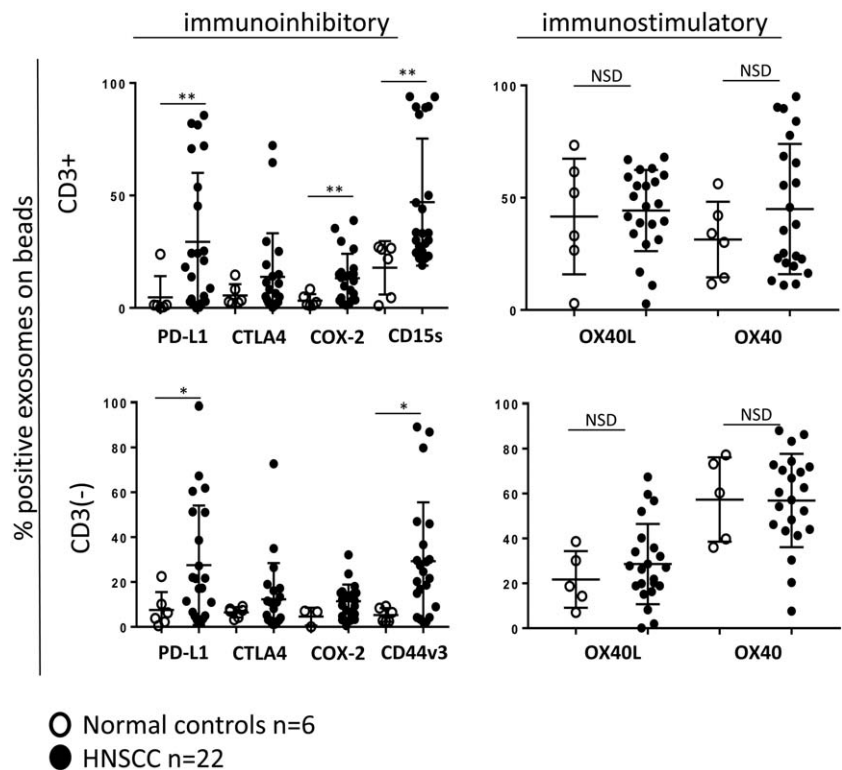 immunoinhibitory
immunostimulatory
% positive exosomes on beads
CD3+
100
50
0
**
**
**
PD-L1 CTLA4 COX-2 CD15s
100
50
0
NSD
NSD
OX40L OX40
CD3(-)
100
80
60
40
20
0
*
*
PD-L1 CTLA4 COX-2 CD44v3
100
80
60
40
20
0
NSD
NSD
OX40L OX40
Normal controls n=6
HNSCC n=22